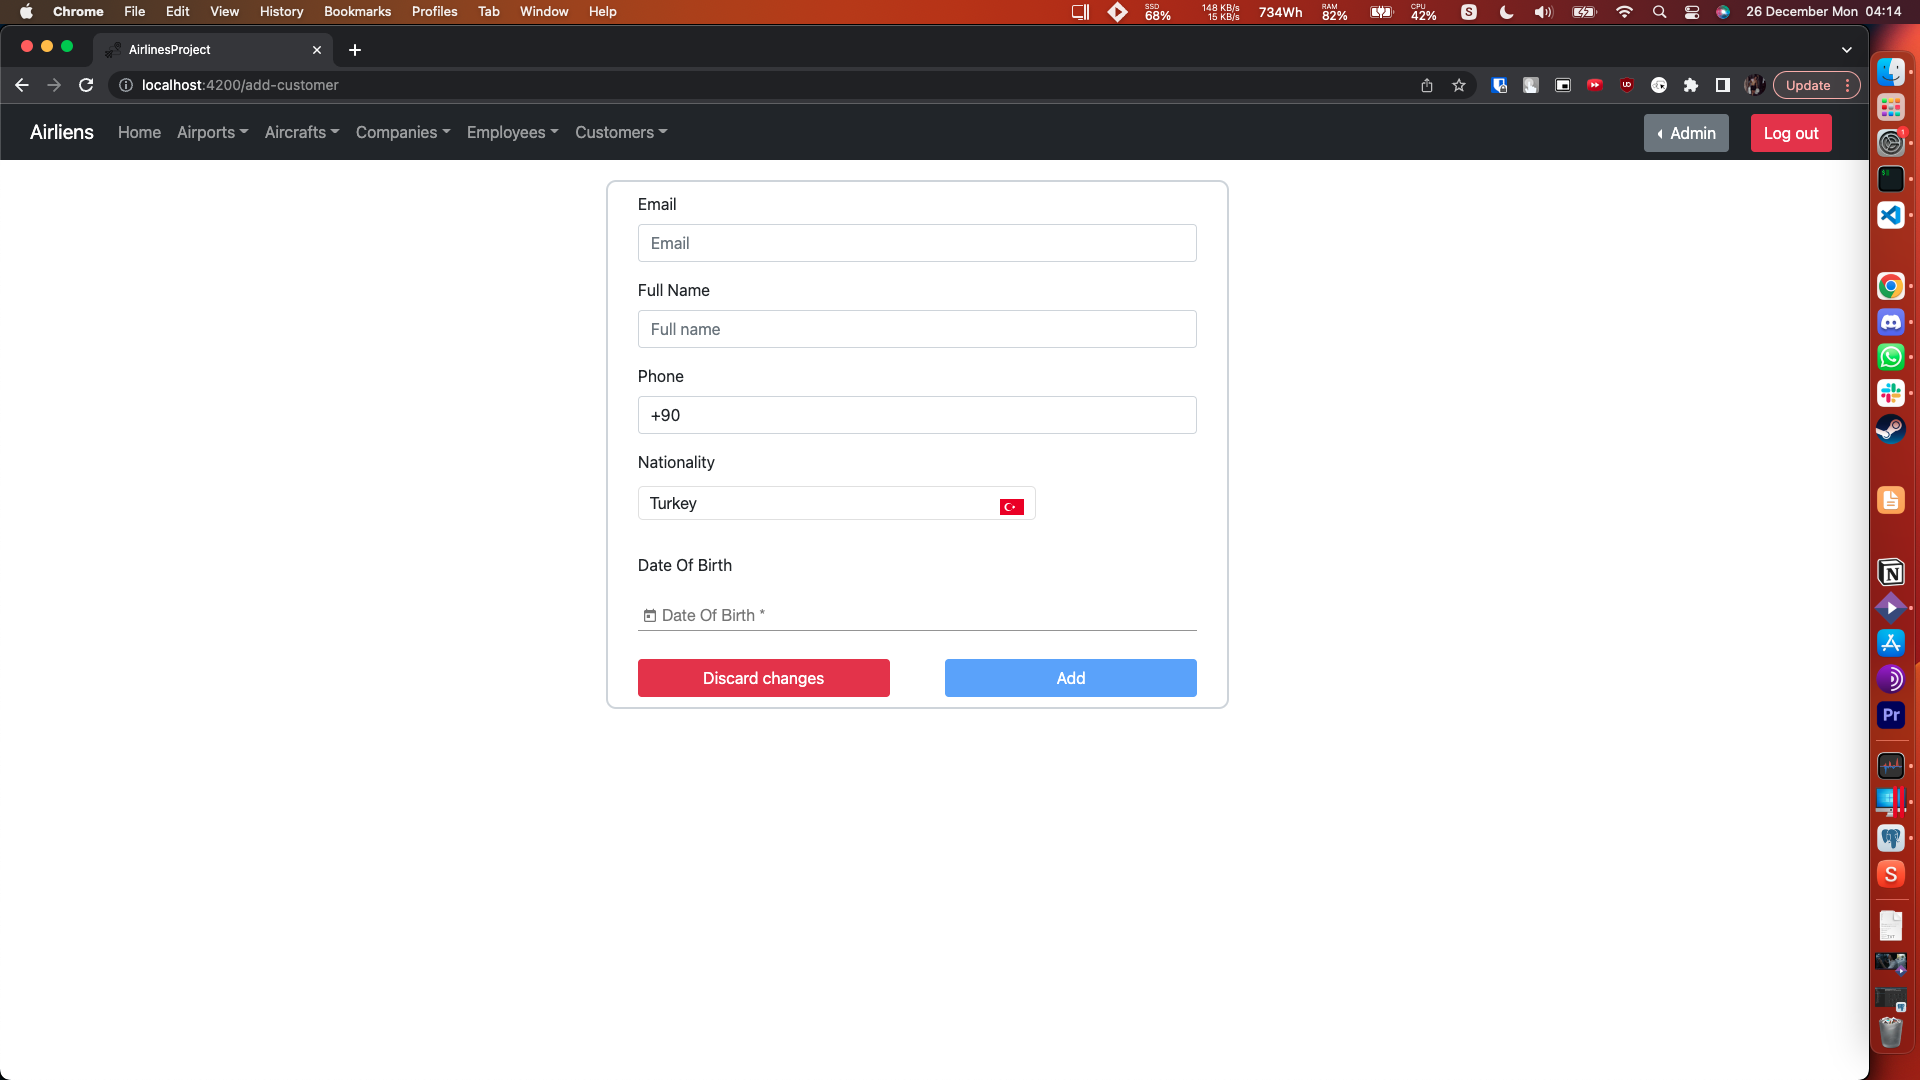 Chrome File Edit View History Bookmarks Profiles Tab Window Help SSD 68% 148 KB/s 15 KB/s 734Wh RAM 82% CPU 42% S 26 December Mon 04:14
AirlinesProject
localhost:4200/add-customer Update
Airliens Home Airports Aircrafts Companies Employees Customers Admin Log out
Email
Email
Full Name
Full name
Phone
+90
Nationality
Turkey
Date Of Birth
Date Of Birth *
Discard changes Add
1
N
Pr
S